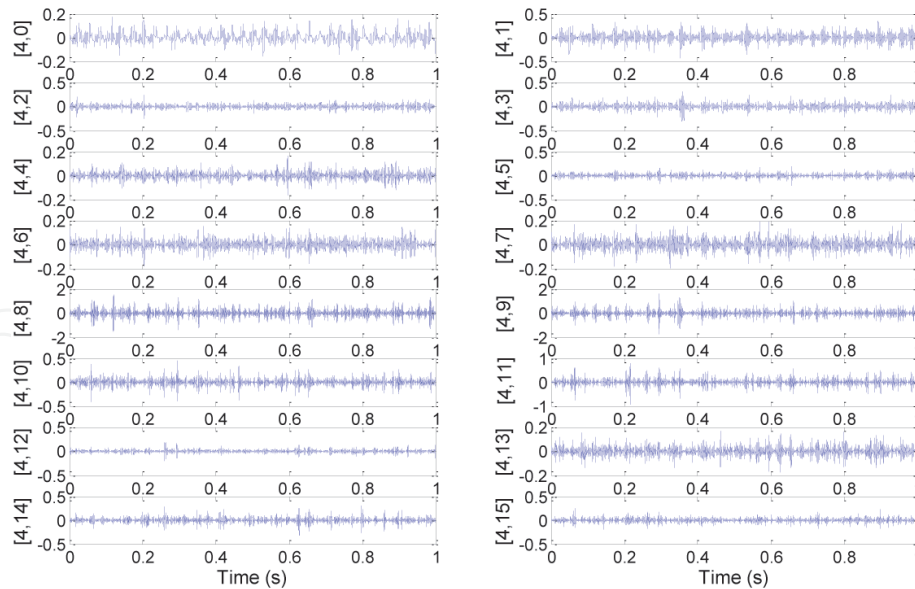 [4,0] 0.2 0 -0.2 0 0.2 0.4 0.6 0.8 1
[4,1] 0.5 0 -0.5 0 0.2 0.4 0.6 0.8
[4,2] 0.5 0 -0.5 0 0.2 0.4 0.6 0.8 1
[4,3] 0.5 0 -0.5 0 0.2 0.4 0.6 0.8
[4,4] 0.2 0 -0.2 0 0.2 0.4 0.6 0.8 1
[4,5] 0.5 0 -0.5 0 0.2 0.4 0.6 0.8
[4,6] 0.2 0 -0.2 0 0.2 0.4 0.6 0.8 1
[4,7] 0.2 0 -0.2 0 0.2 0.4 0.6 0.8
[4,8] 2 0 -2 0 0.2 0.4 0.6 0.8 1
[4,9] 2 0 -2 0 0.2 0.4 0.6 0.8
[4,10] 0.5 0 -0.5 0 0.2 0.4 0.6 0.8 1
[4,11] 1 0 -1 0 0.2 0.4 0.6 0.8
[4,12] 0.5 0 -0.5 0 0.2 0.4 0.6 0.8 1
[4,13] 0.2 0 -0.2 0 0.2 0.4 0.6 0.8
[4,14] 0.5 0 -0.5 0 0.2 0.4 0.6 0.8 1
[4,15] 0.5 0 -0.5 0 0.2 0.4 0.6 0.8
Time (s)
Time (s)